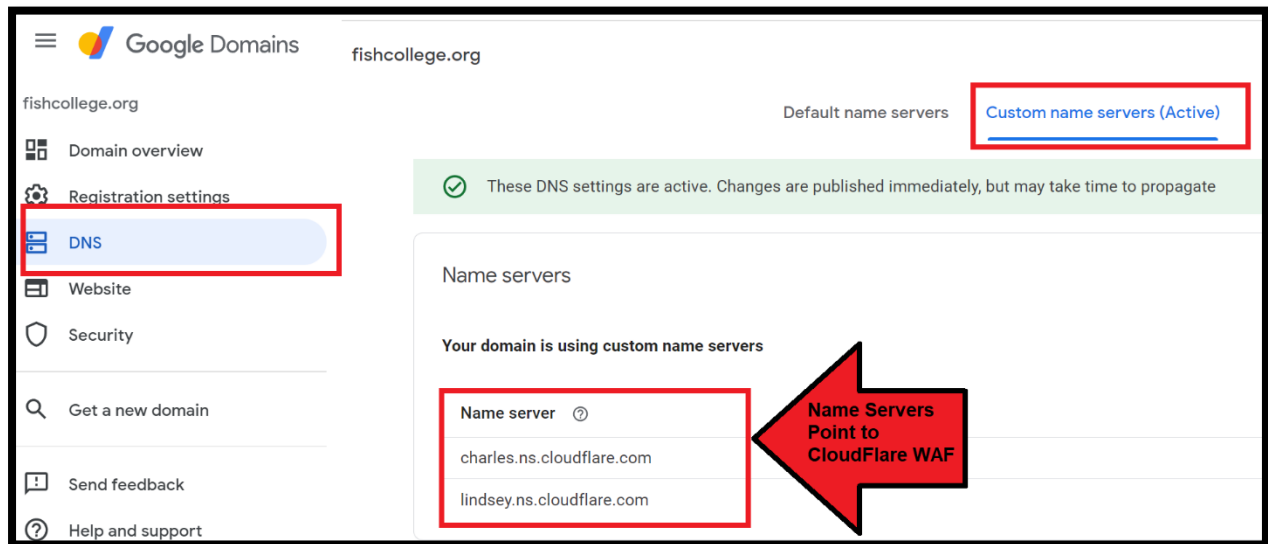 Google Domains
fishcollege.org
fishcollege.org
Domain overview
Registration settings
DNS
Website
Security
Get a new domain
Send feedback
Help and support
Default name servers
Custom name servers (Active)
These DNS settings are active. Changes are published immediately, but may take time to propagate
Name servers
Your domain is using custom name servers
Name server
charles.ns.cloudflare.com
lindsey.ns.cloudflare.com
Name Servers
Point to
CloudFlare WAF